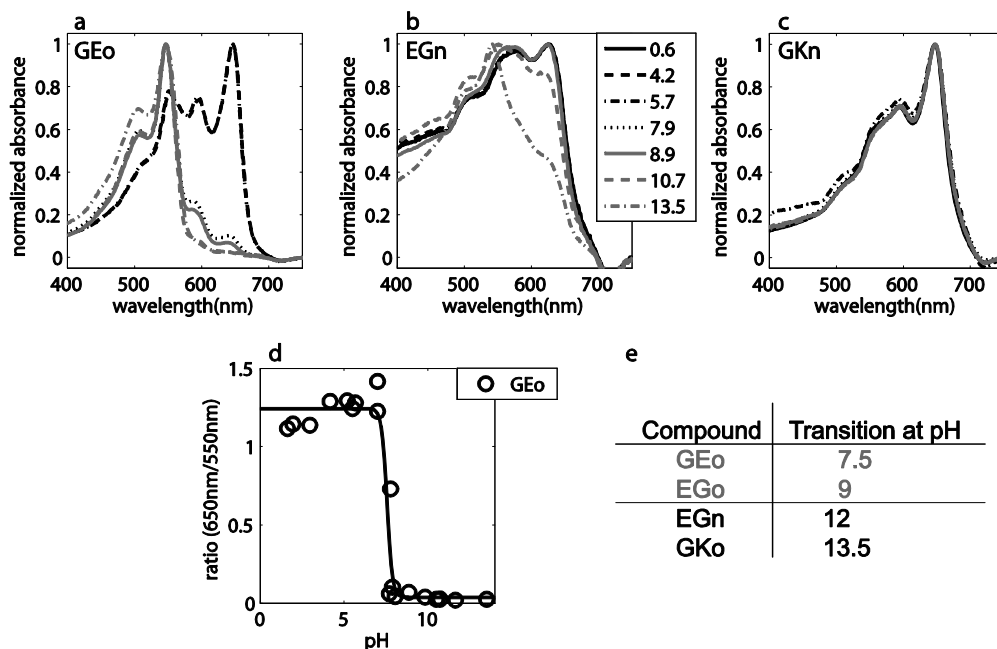 a
GEo
normalized absorbance
1
0.8
0.6
0.4
0.2
0
400 500 600 700
wavelength(nm)
b
EGn
normalized absorbance
1
0.8
0.6
0.4
0.2
0
400 500 600 700
wavelength(nm)
0.6
4.2
5.7
7.9
8.9
10.7
13.5
c
GKn
normalized absorbance
1
0.8
0.6
0.4
0.2
0
400 500 600 700
wavelength(nm)
d
GEo
ratio (650nm/550nm)
1.5
1
0.5
0
0 5 10
pH
e
Compound Transition at pH
GEo 7.5
EGo 9
EGn 12
GKo 13.5